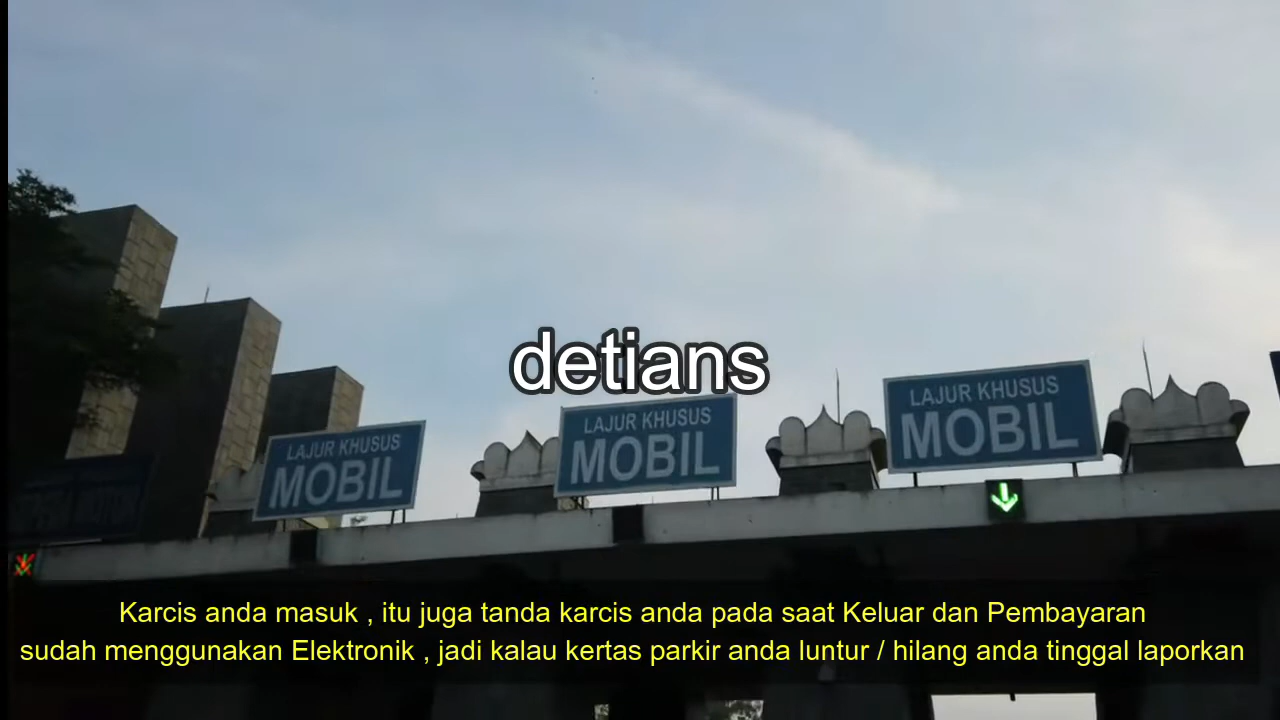 detians
LAJUR KHUSUS
MOBIL
LAJUR KHUSUS
MOBIL
LAJUR KHUSUS
MOBIL
Karcis anda masuk , itu juga tanda karcis anda pada saat Keluar dan Pembayaran
sudah menggunakan Elektronik , jadi kalau kertas parkir anda luntur / hilang anda tinggal laporkan